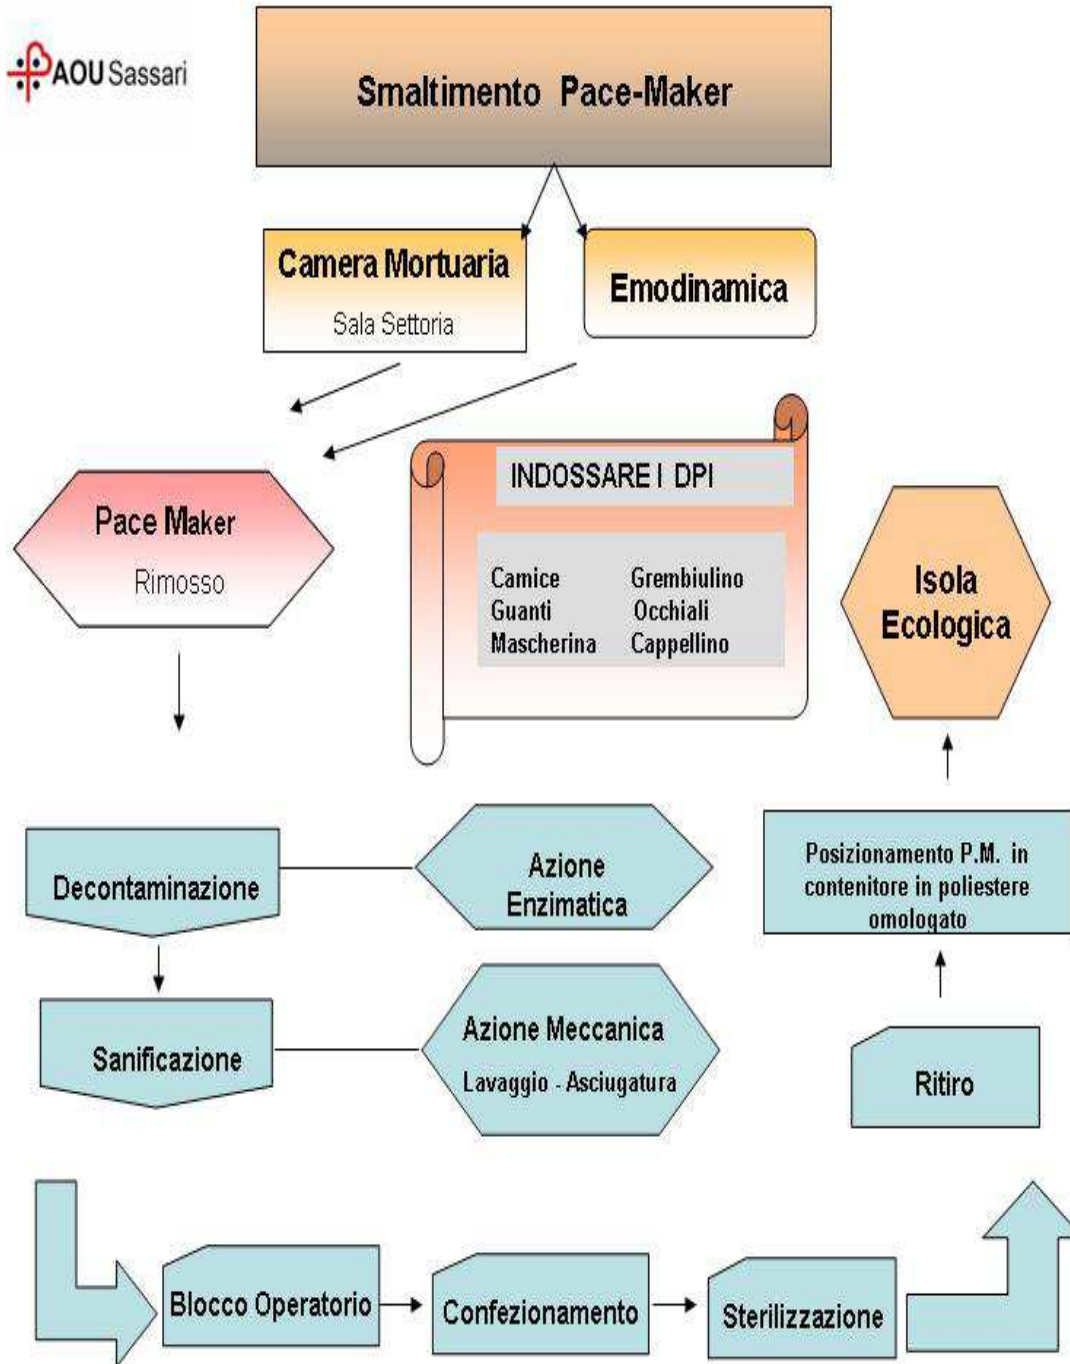 AOU Sassari
Smaltimento Pace-Maker
Camera Mortuaria
Sala Settoria
Emodinamica
INDOSSARE I DPI
Camice Grembiulino
Guanti Occhiali
Mascherina Cappellino
Pace Maker
Rimosso
Isola
Ecologica
Decontaminazione
Azione
Enzimatica
Posizionamento P.M. in
contenitore in poliestere
omologato
Sanificazione
Azione Meccanica
Lavaggio - Asciugatura
Ritiro
Blocco Operatorio
Confezionamento
Sterilizzazione